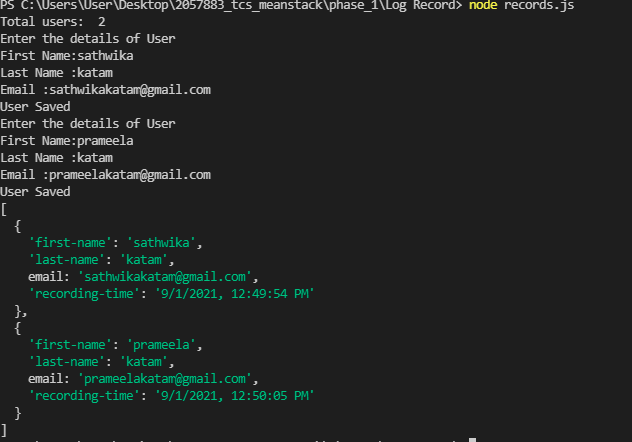 PS C:\Users\User\Desktop\2057883_tcs_meanstack\phase_1\Log Record> node records.js
Total users:  2
Enter the details of User
First Name:sathwika
Last Name :katam
Email :sathwikakatam@gmail.com
User Saved
Enter the details of User
First Name:prameela
Last Name :katam
Email :prameelakatam@gmail.com
User Saved
[
  {
    'first-name': 'sathwika',
    'last-name': 'katam',
    email: 'sathwikakatam@gmail.com',
    'recording-time': '9/1/2021, 12:49:54 PM'
  },
  {
    'first-name': 'prameela',
    'last-name': 'katam',
    email: 'prameelakatam@gmail.com',
    'recording-time': '9/1/2021, 12:50:05 PM'
  }
]